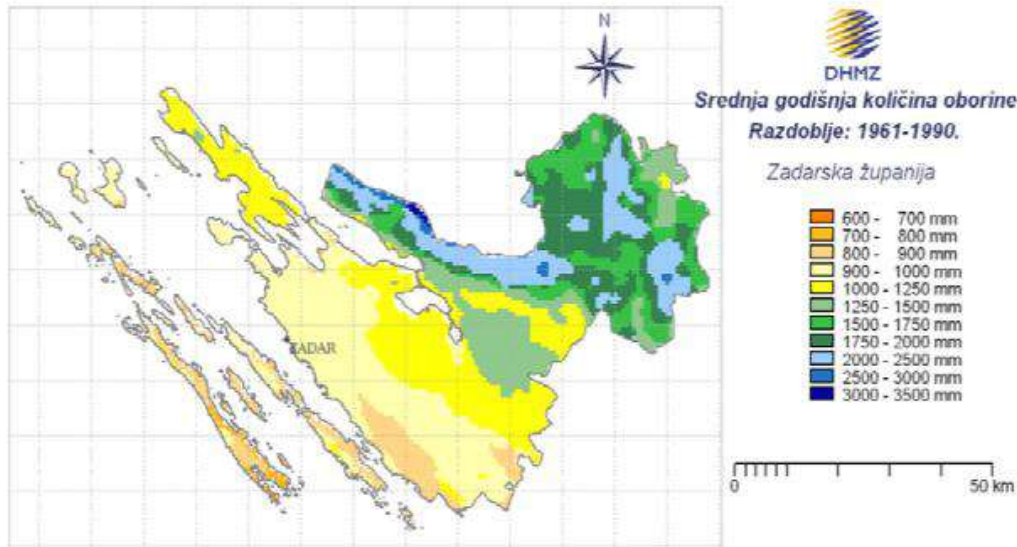 N
DHMZ
Srednja godišnja količina oborine
Razdoblje: 1961-1990.
Zadarska županija
600 - 700 mm
700 - 800 mm
800 - 900 mm
900 - 1000 mm
1000 - 1250 mm
1250 - 1500 mm
1500 - 1750 mm
1750 - 2000 mm
2000 - 2500 mm
2500 - 3000 mm
3000 - 3500 mm
ZADAR
0 50 km